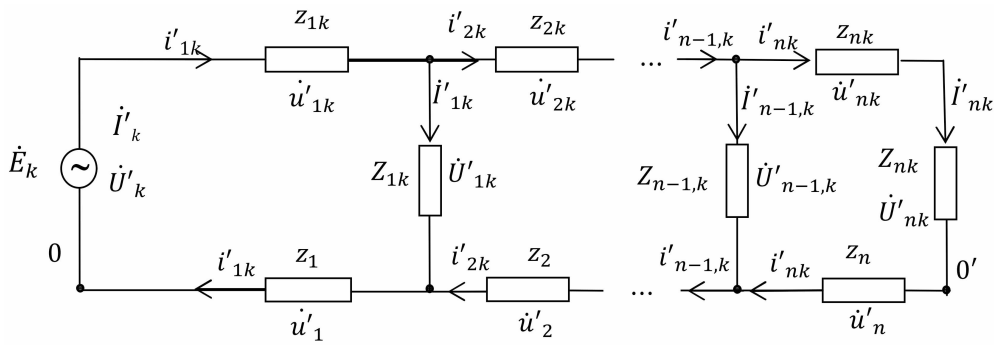 z₁ₖ
z₂ₖ
zₙₖ
i′₁ₖ
i′₂ₖ
i′ₙ₋₁,ₖ
i′ₙₖ
...
u̇′₁ₖ
u̇′₂ₖ
u̇′ₙₖ
İ′₁ₖ
İ′ₙ₋₁,ₖ
İ′ₙₖ
İ′ₖ
Ėₖ
~
U̇′ₖ
Z₁ₖ
U̇′₁ₖ
Zₙ₋₁,ₖ
U̇′ₙ₋₁,ₖ
Zₙₖ
U̇′ₙₖ
0
i′₁ₖ
z₁
i′₂ₖ
z₂
i′ₙ₋₁,ₖ
i′ₙₖ
zₙ
0′
...
u̇′₁
u̇′₂
u̇′ₙ